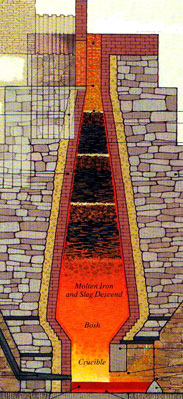 Molten Iron
and Slag Descend
Bosh
Crucible